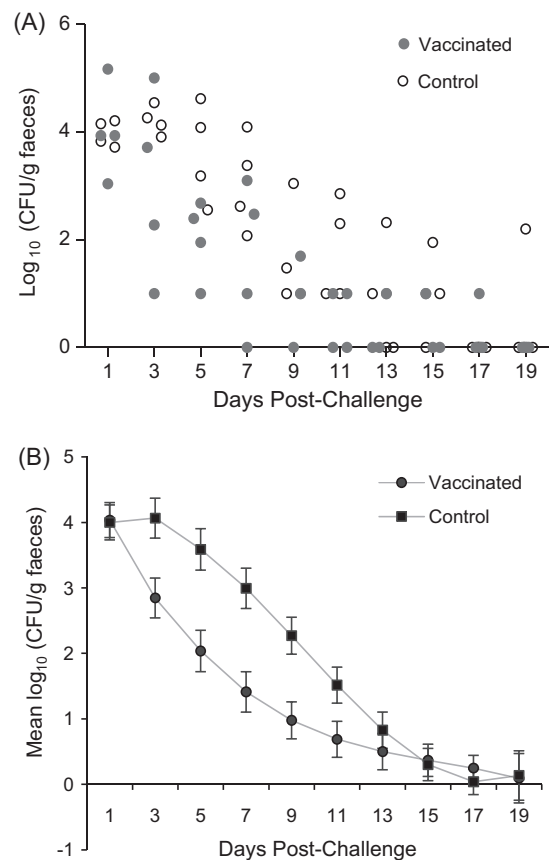 (A)
6
4
2
0
Log₁₀ (CFU/g faeces)
Vaccinated
Control
1 3 5 7 9 11 13 15 17 19
Days Post-Challenge
(B)
5
4
3
2
1
0
-1
Mean log₁₀ (CFU/g faeces)
Vaccinated
Control
1 3 5 7 9 11 13 15 17 19
Days Post-Challenge